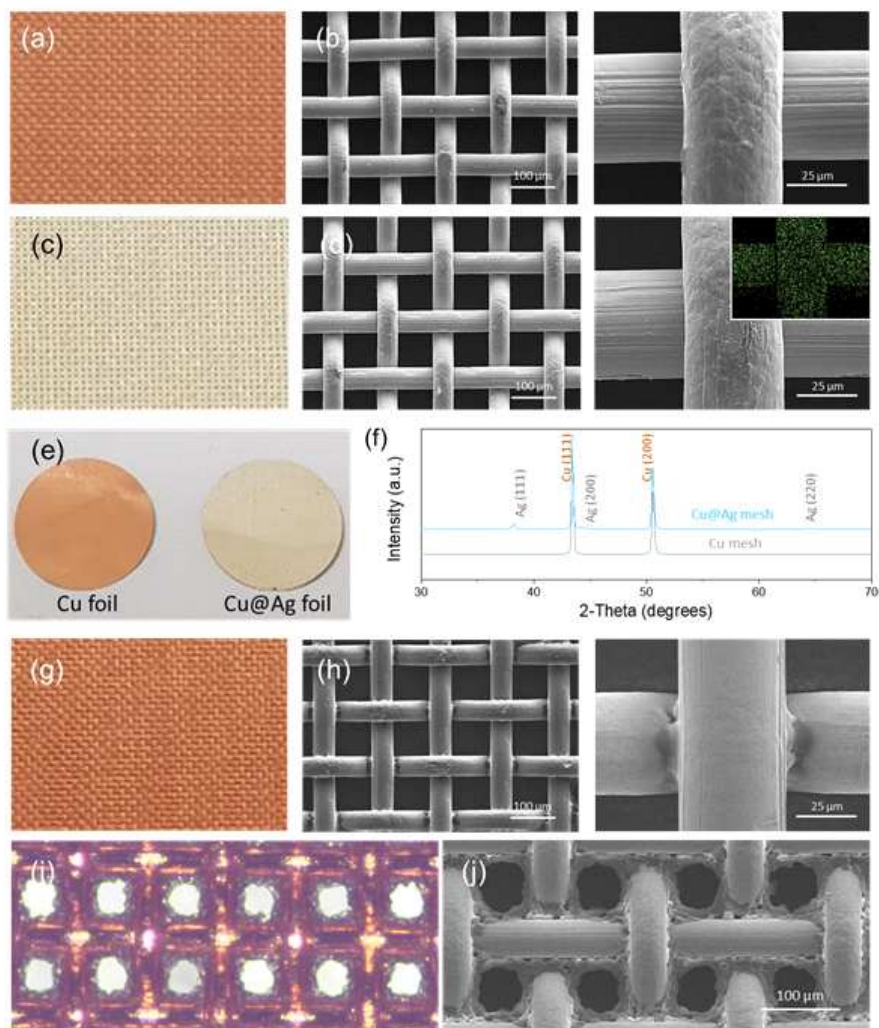 (a)
(b)
100 µm
25 µm
(c)
(d)
100 µm
25 µm
(e)
Cu foil
Cu@Ag foil
(f)
Intensity (a.u.)
Ag (111)
Cu (111)
Ag (200)
Cu (200)
Ag (220)
Cu@Ag mesh
Cu mesh
30 40 50 60 70
2-Theta (degrees)
(g)
(h)
100 µm
25 µm
(i)
(j)
100 µm